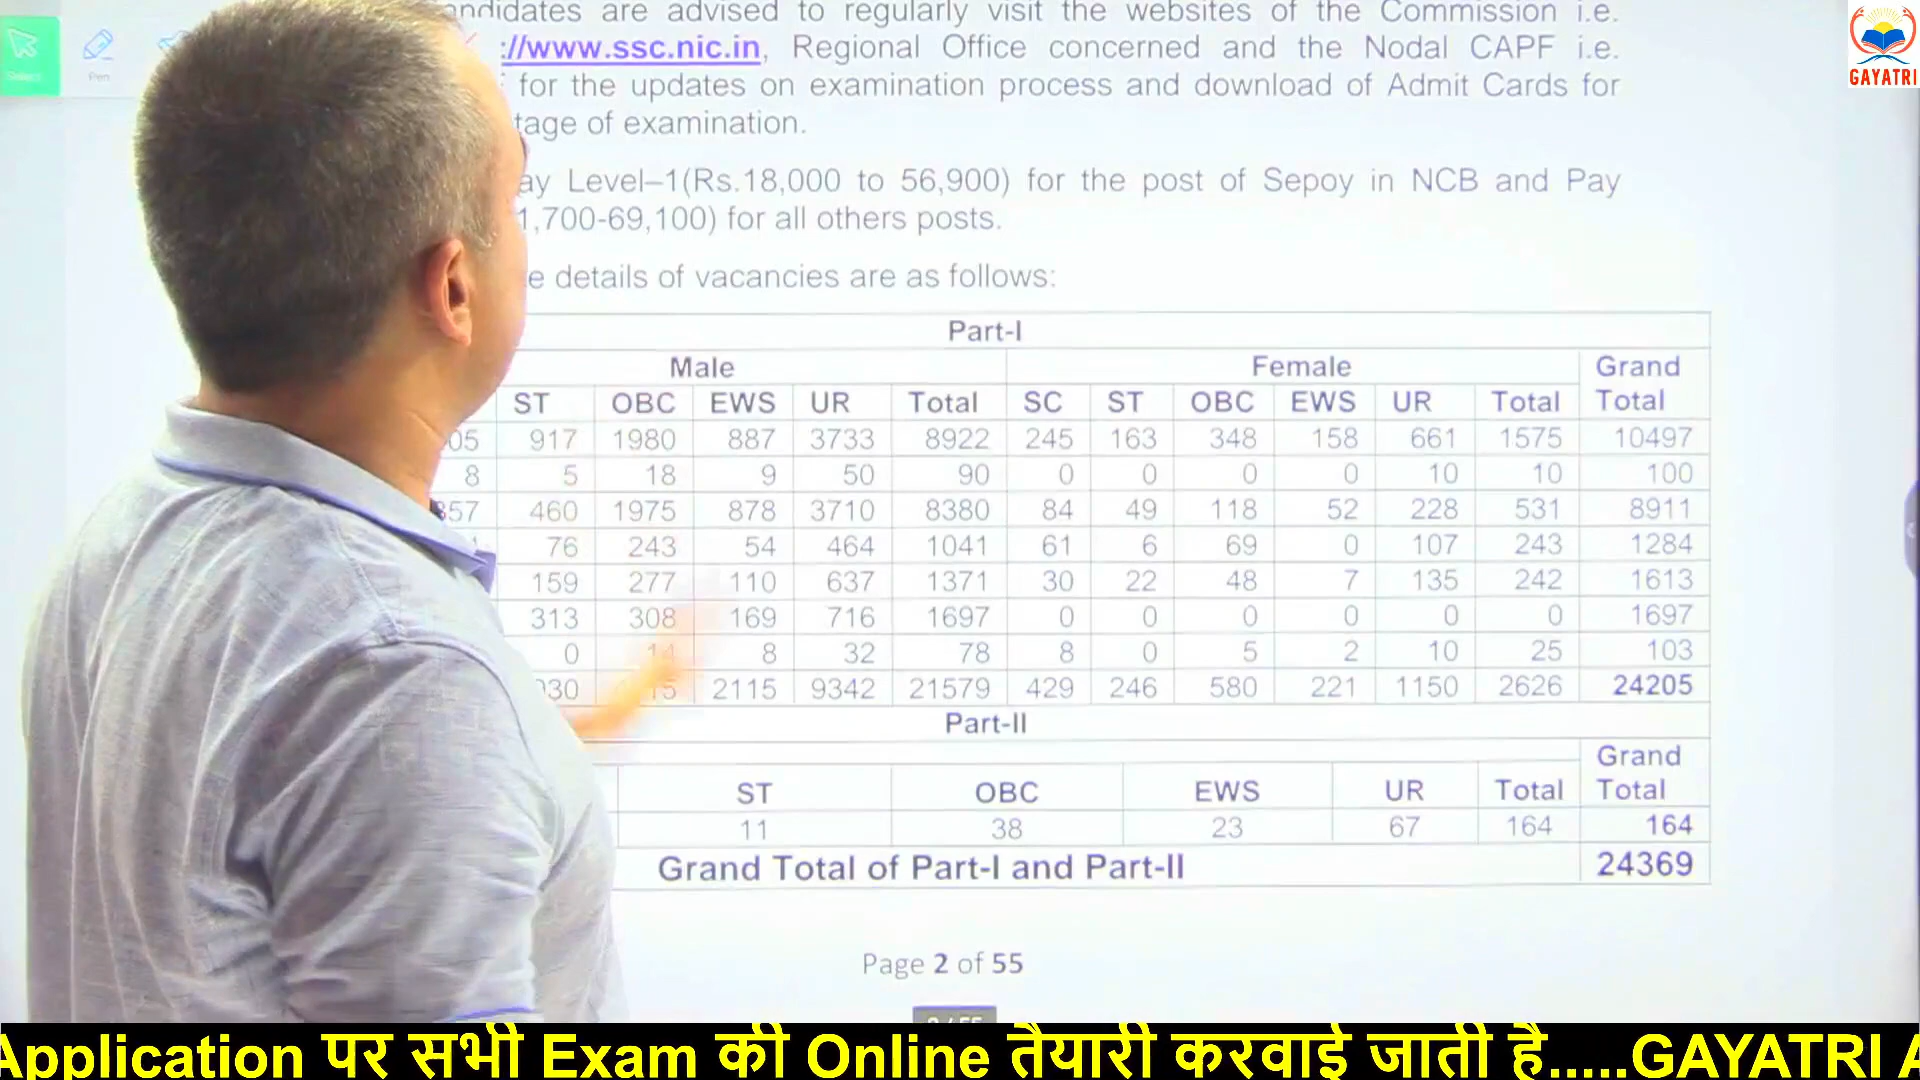 candidates are advised to regularly visit the websites of the Commission i.e.
://www.ssc.nic.in, Regional Office concerned and the Nodal CAPF i.e.
for the updates on examination process and download of Admit Cards for
tage of examination.
ay Level–1(Rs.18,000 to 56,900) for the post of Sepoy in NCB and Pay
1,700-69,100) for all others posts.
e details of vacancies are as follows:
Part-I
Male Female Grand Total
ST OBC EWS UR Total SC ST OBC EWS UR Total
05 917 1980 887 3733 8922 245 163 348 158 661 1575 10497
8 5 18 9 50 90 0 0 0 0 10 10 100
357 460 1975 878 3710 8380 84 49 118 52 228 531 8911
76 243 54 464 1041 61 6 69 0 107 243 1284
159 277 110 637 1371 30 22 48 7 135 242 1613
313 308 169 716 1697 0 0 0 0 0 0 1697
0 14 8 32 78 8 0 5 2 10 25 103
930 15 2115 9342 21579 429 246 580 221 1150 2626 24205
Part-II
ST OBC EWS UR Total Grand Total
11 38 23 67 164 164
Grand Total of Part-I and Part-II 24369
Page 2 of 55
Select Pen
GAYATRI
Application पर सभी Exam की Online तैयारी करवाई जाती है.....GAYATRI A